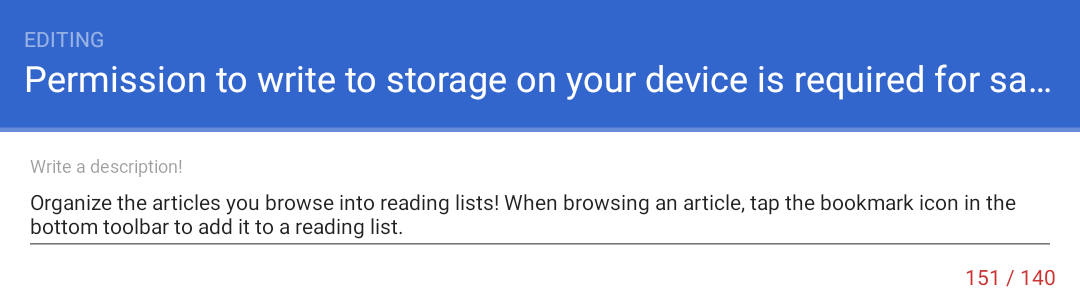 EDITING
Permission to write to storage on your device is required for sa...
Write a description!
Organize the articles you browse into reading lists! When browsing an article, tap the bookmark icon in the
bottom toolbar to add it to a reading list.
151 / 140